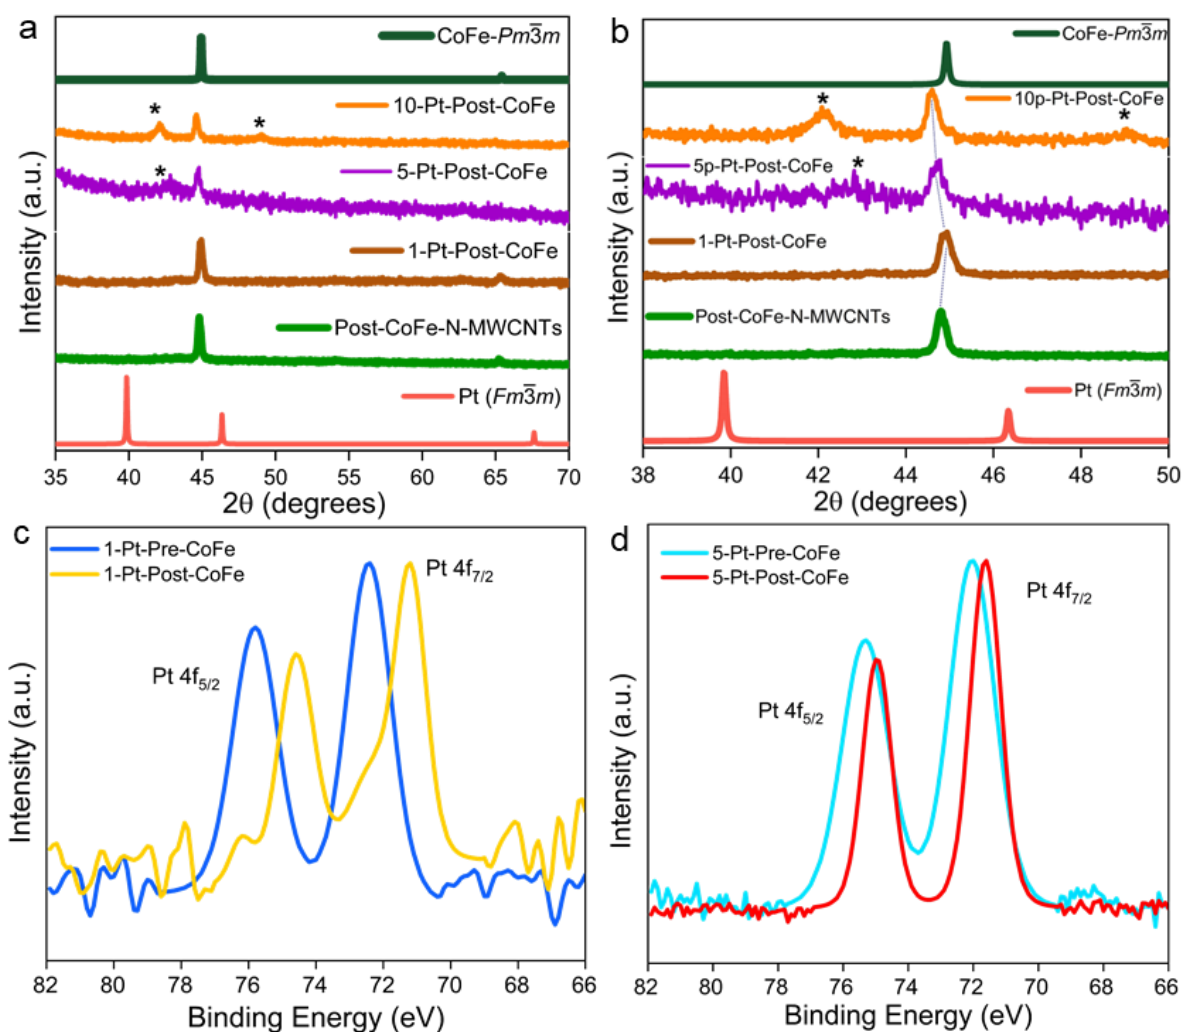 a
CoFe-Pm3̅m
*
*
10-Pt-Post-CoFe
*
5-Pt-Post-CoFe
1-Pt-Post-CoFe
Post-CoFe-N-MWCNTs
Pt (Fm3̅m)
Intensity (a.u.)
35 40 45 50 55 60 65 70
2θ (degrees)
b
CoFe-Pm3̅m
*
10p-Pt-Post-CoFe
*
5p-Pt-Post-CoFe
*
1-Pt-Post-CoFe
Post-CoFe-N-MWCNTs
Pt (Fm3̅m)
Intensity (a.u.)
38 40 42 44 46 48 50
2θ (degrees)
c
1-Pt-Pre-CoFe
1-Pt-Post-CoFe
Pt 4f7/2
Pt 4f5/2
Intensity (a.u.)
82 80 78 76 74 72 70 68 66
Binding Energy (eV)
d
5-Pt-Pre-CoFe
5-Pt-Post-CoFe
Pt 4f7/2
Pt 4f5/2
Intensity (a.u.)
82 80 78 76 74 72 70 68 66
Binding Energy (eV)